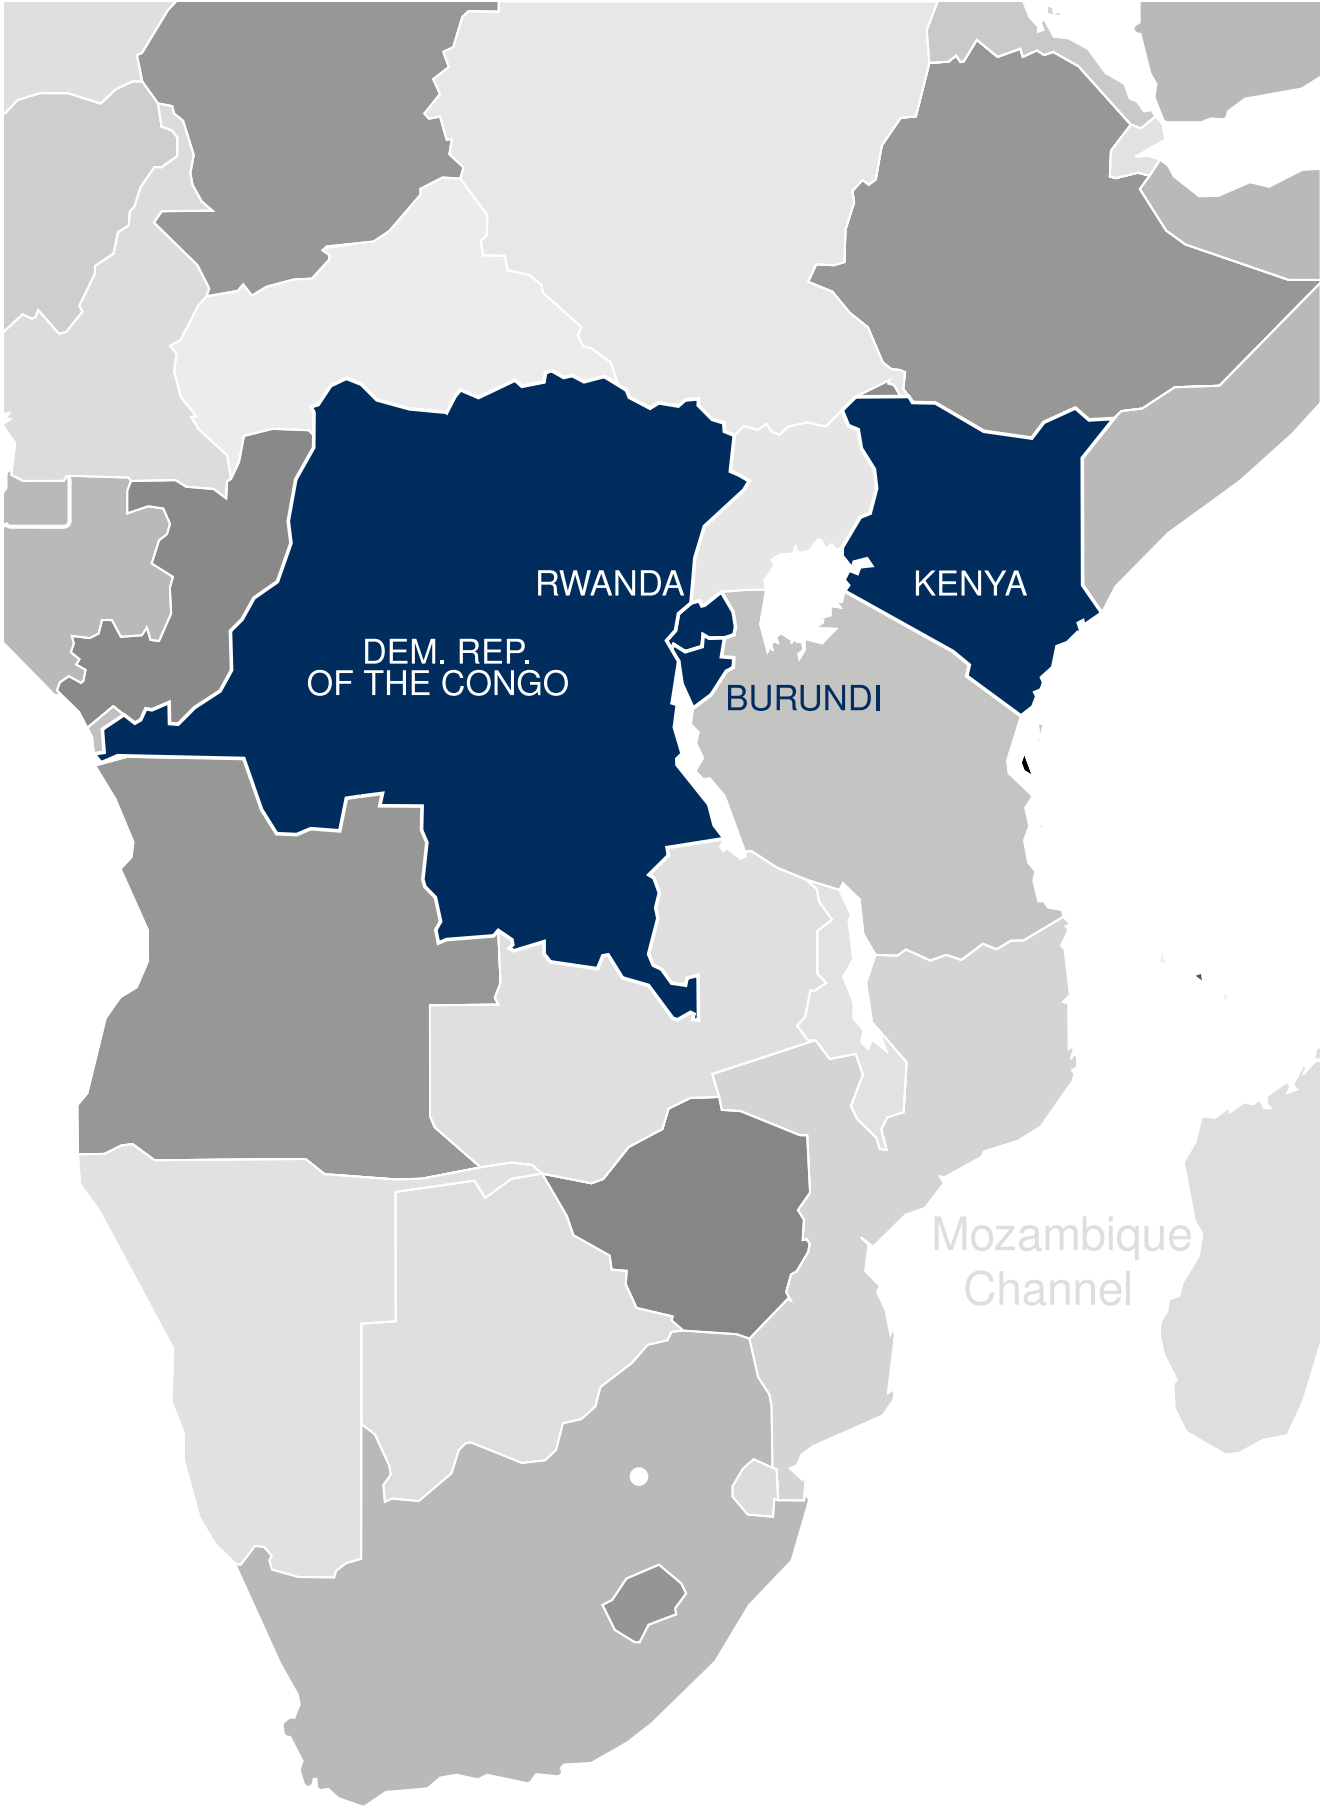 RWANDA
KENYA
DEM. REP.
OF THE CONGO
BURUNDI
Mozambique
Channel